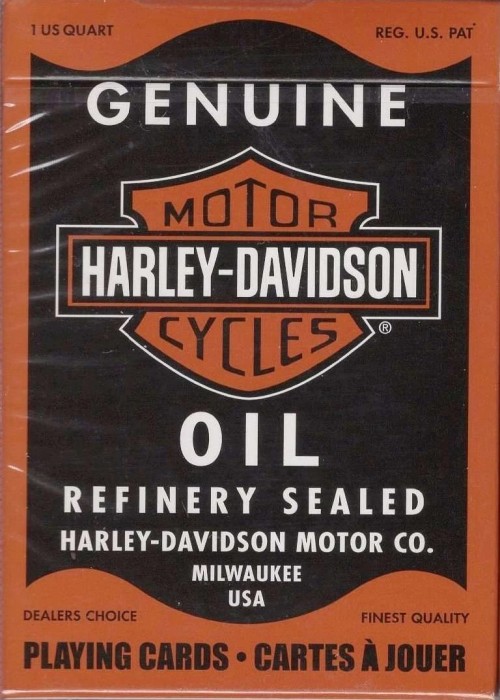 1 US QUART
REG. U.S. PAT
GENUINE
MOTOR
HARLEY-DAVIDSON
CYCLES ®
OIL
REFINERY SEALED
HARLEY-DAVIDSON MOTOR CO.
MILWAUKEE
USA
DEALERS CHOICE
FINEST QUALITY
PLAYING CARDS • CARTES À JOUER